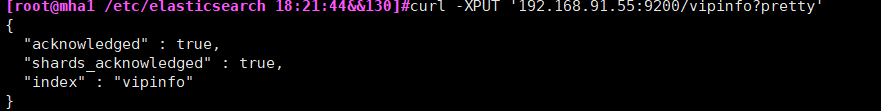 [root@mha1 /etc/elasticsearch 18:21:44&&130]#curl -XPUT '192.168.91.55:9200/vipinfo?pretty'
{
  "acknowledged" : true,
  "shards_acknowledged" : true,
  "index" : "vipinfo"
}